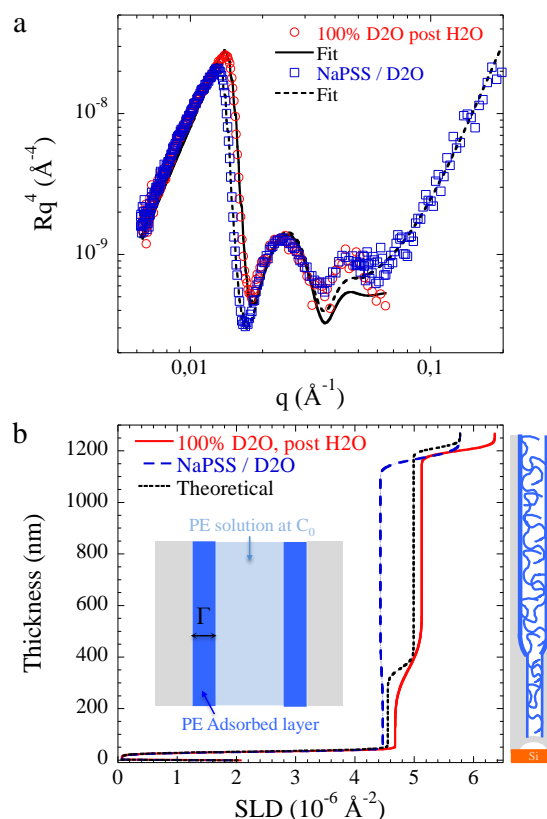 a
100% D2O post H2O
Fit
NaPSS / D2O
Fit
10⁻⁸
10⁻⁹
Rq⁴ (Å⁻⁴)
0,01
0,1
q (Å⁻¹)
b
100% D2O, post H2O
NaPSS / D2O
Theoretical
PE solution at C₀
Γ
PE Adsorbed layer
1200
1000
800
600
400
200
0
Thickness (nm)
0 1 2 3 4 5 6
SLD (10⁻⁶ Å⁻²)
Si